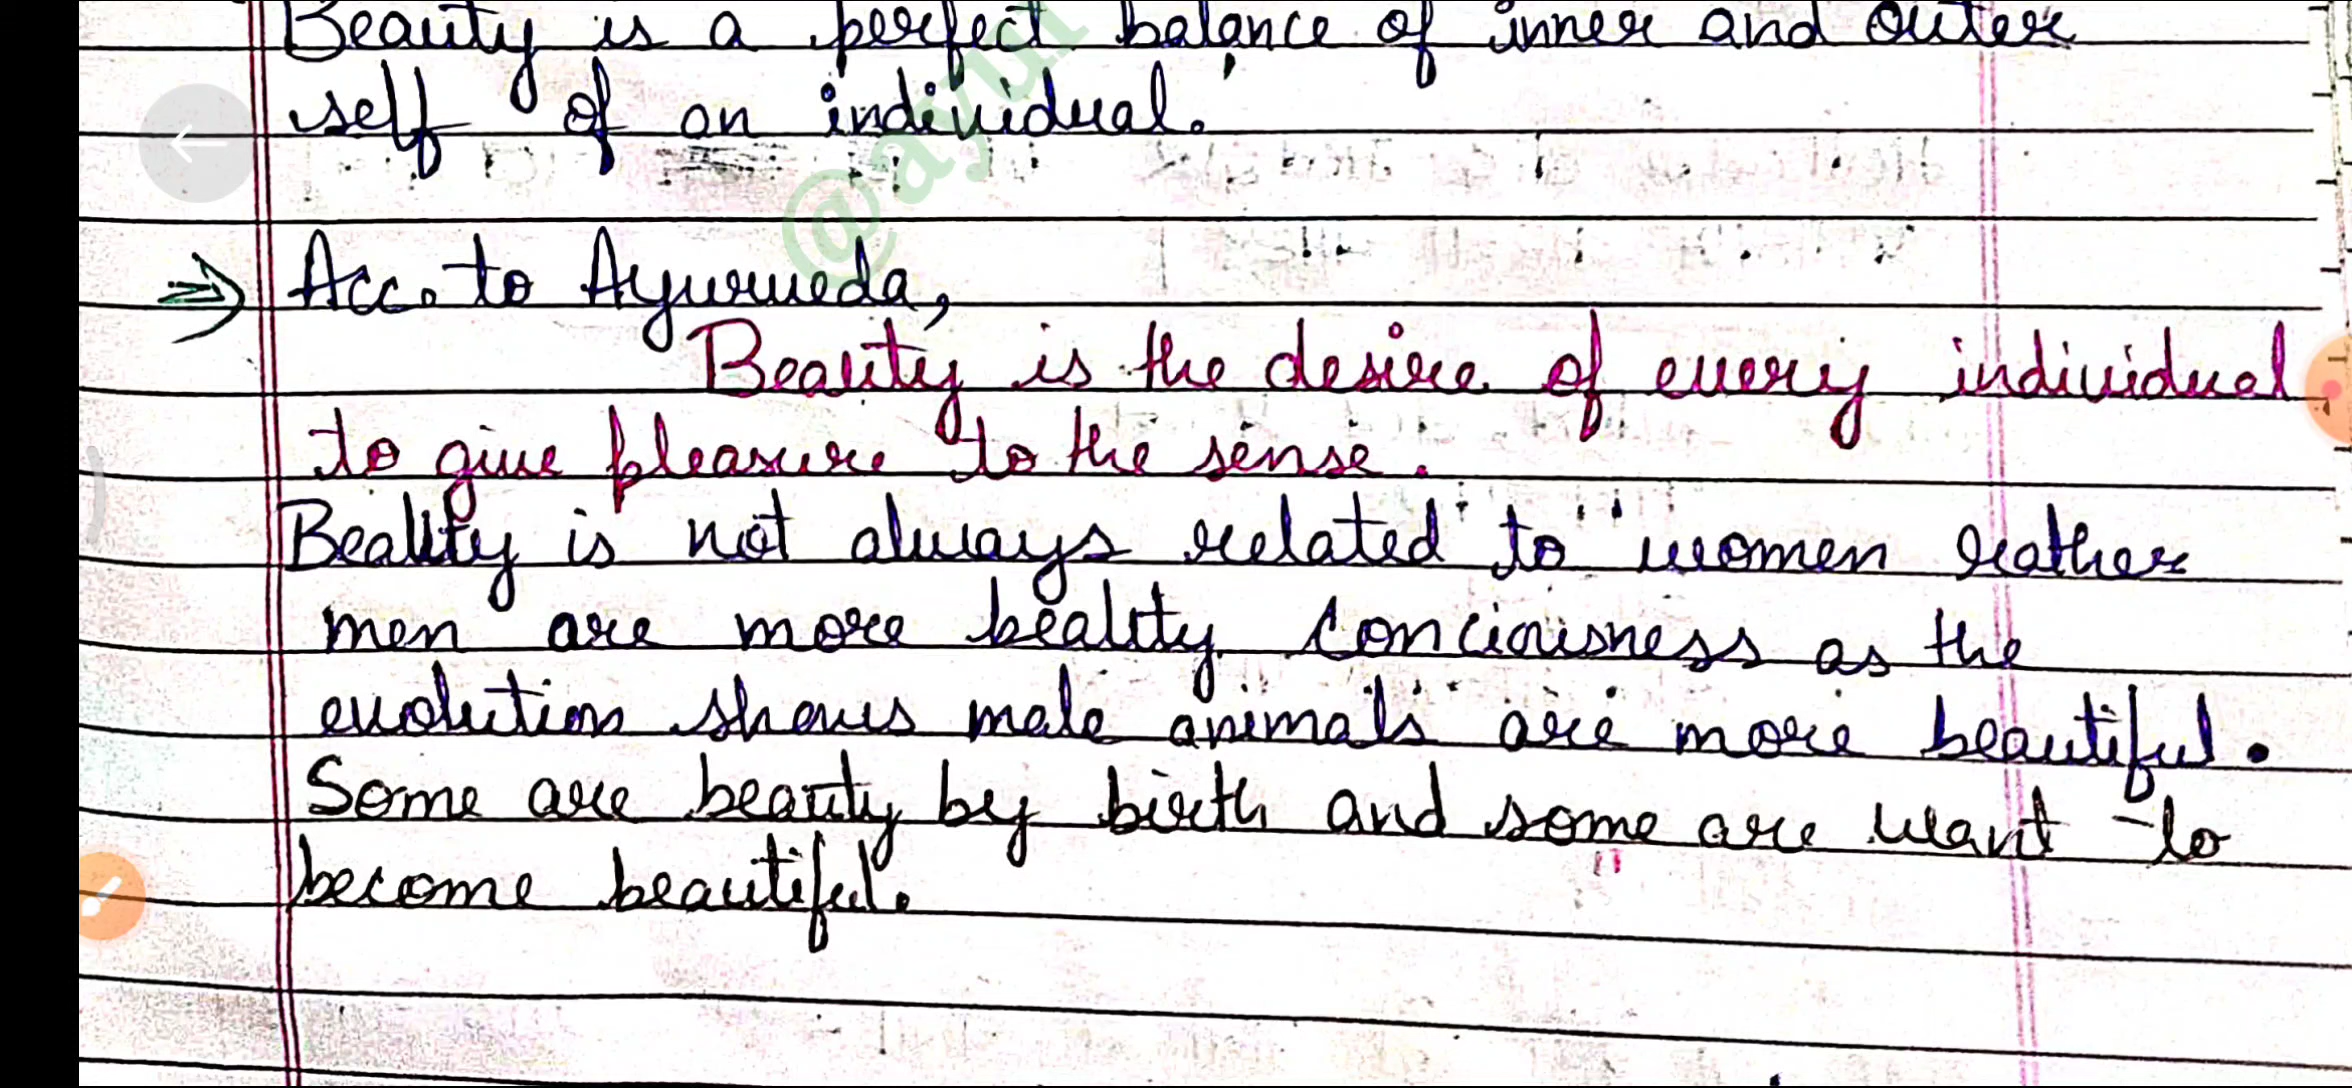 Beauty is a perfect balance of inner and outer
self of an individual.
⇒ Acc. to Ayurveda,
Beauty is the desire of every individual
to give pleasure to the sense.
Beauty is not always related to women rather
men are more beauty conciousness as the
evolution shows male animals are more beautiful.
Some are beauty by birth and some are want to
become beautiful.